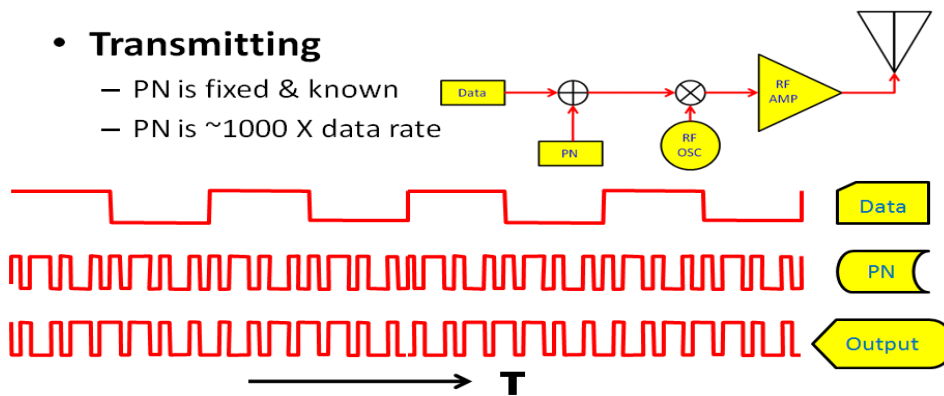 • Transmitting
– PN is fixed & known
– PN is ~1000 X data rate
Data
PN
RF
OSC
RF
AMP
Data
PN
Output
T